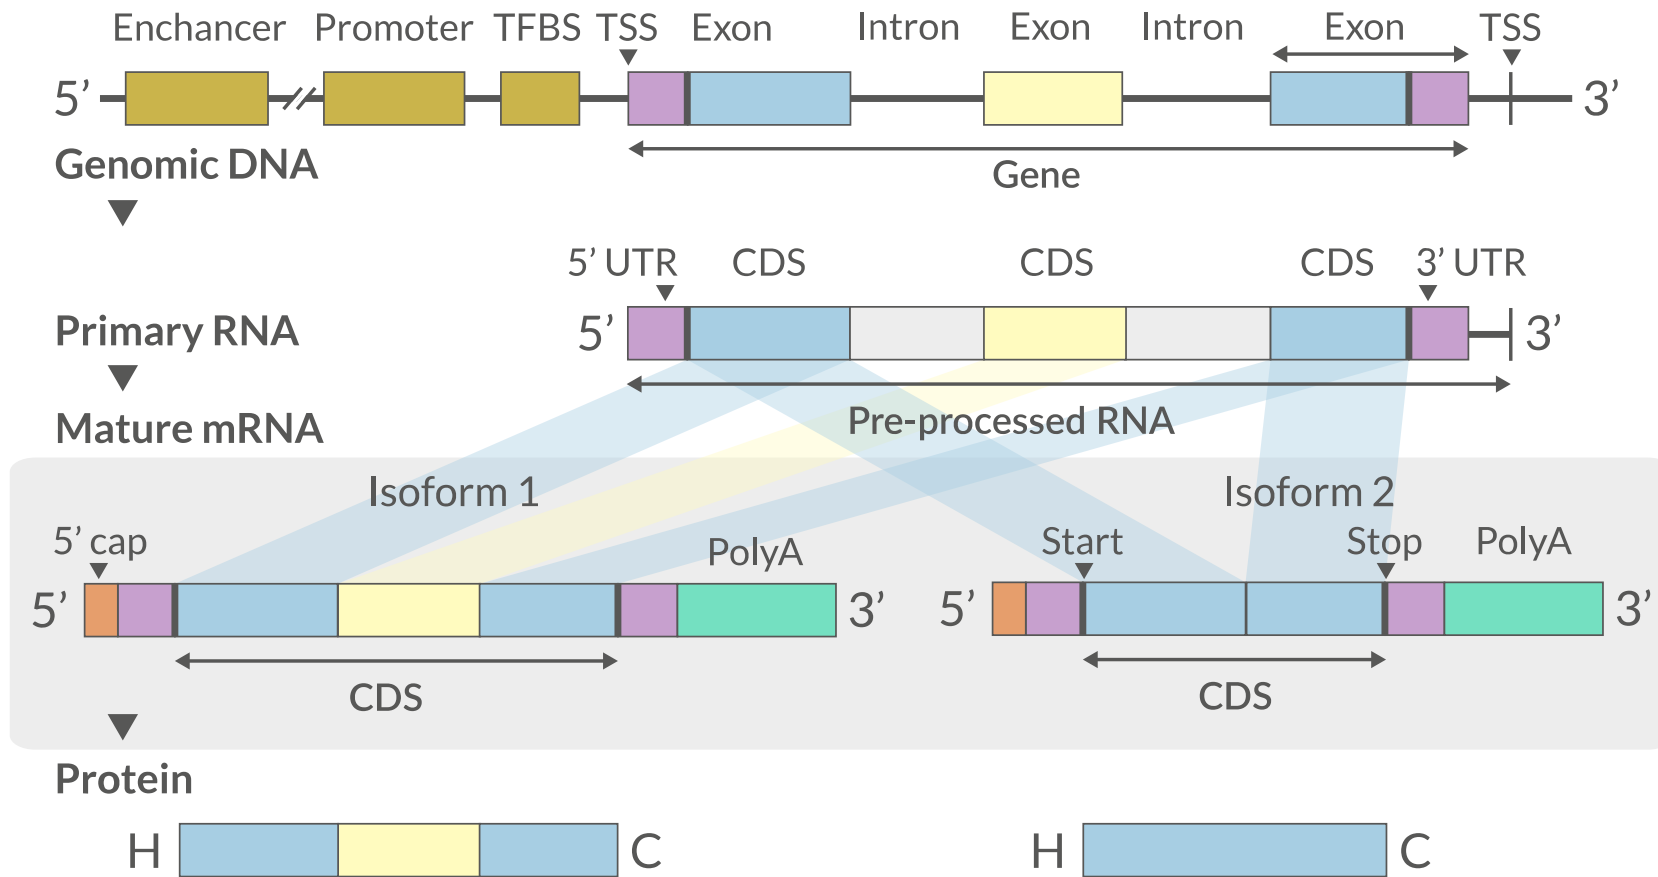 Enchancer Promoter TFBS TSS Exon Intron Exon Intron Exon TSS
5’ 3’
Genomic DNA
Gene
5’ UTR CDS CDS CDS 3’ UTR
Primary RNA 5’ 3’
Pre-processed RNA
Mature mRNA
Isoform 1 Isoform 2
5’ cap PolyA Start Stop PolyA
5’ 3’ 5’ 3’
CDS CDS
Protein
H C H C